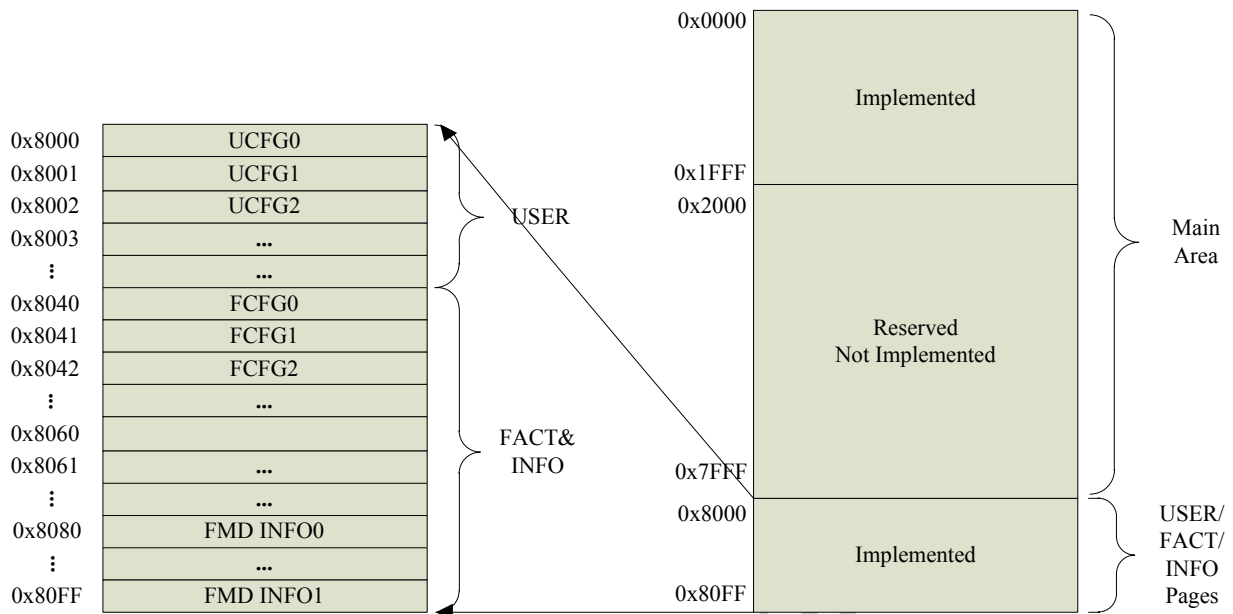 0x8000 UCFG0
0x8001 UCFG1
0x8002 UCFG2
0x8003 ...
⋮ ...
0x8040 FCFG0
0x8041 FCFG1
0x8042 FCFG2
⋮ ...
0x8060
0x8061 ...
⋮ ...
0x8080 FMD INFO0
⋮ ...
0x80FF FMD INFO1
USER
FACT&
INFO
0x0000
Implemented
0x1FFF
0x2000
Reserved
Not Implemented
0x7FFF
0x8000
Implemented
0x80FF
Main
Area
USER/
FACT/
INFO
Pages